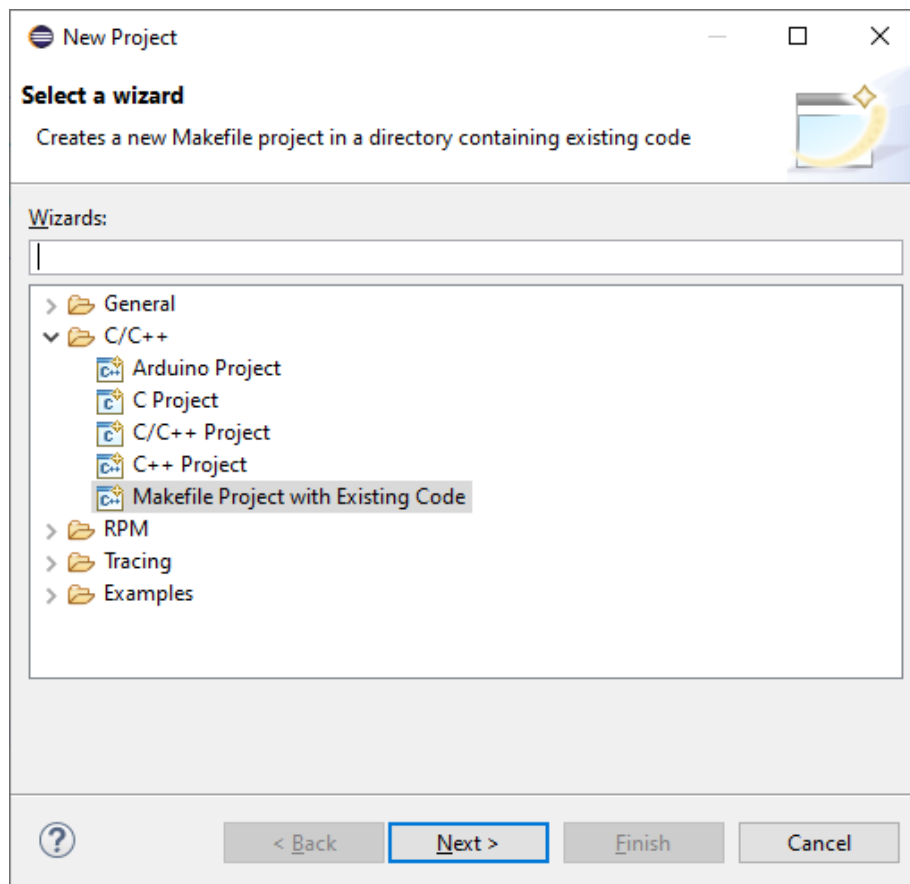 New Project
Select a wizard
Creates a new Makefile project in a directory containing existing code
Wizards:
General
C/C++
Arduino Project
C Project
C/C++ Project
C++ Project
Makefile Project with Existing Code
RPM
Tracing
Examples
< Back
Next >
Finish
Cancel